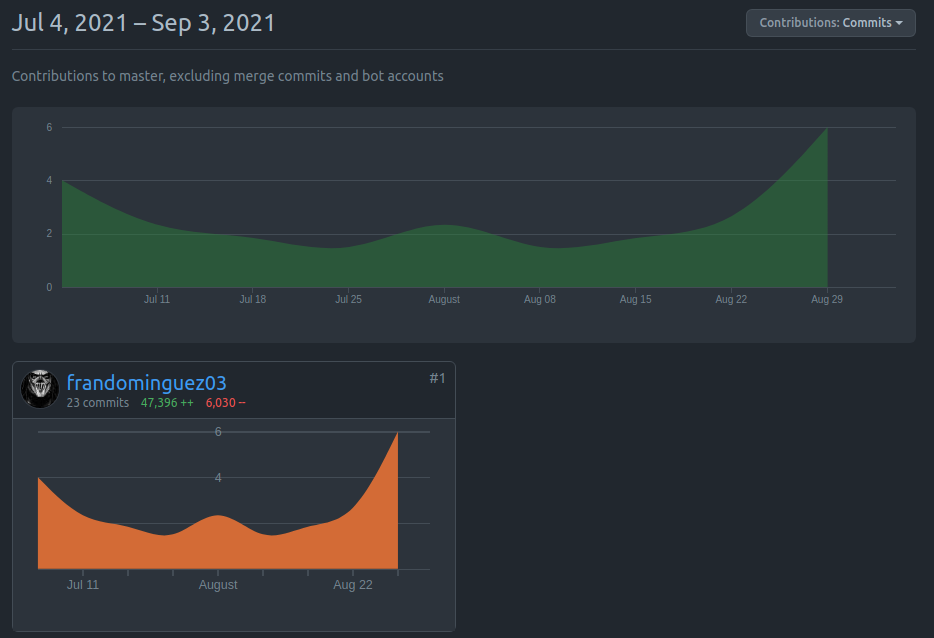 Jul 4, 2021 – Sep 3, 2021
Contributions: Commits
Contributions to master, excluding merge commits and bot accounts
6
4
2
0
Jul 11 Jul 18 Jul 25 August Aug 08 Aug 15 Aug 22 Aug 29
frandominguez03
#1
23 commits 47,396 ++ 6,030 --
6
4
Jul 11 August Aug 22